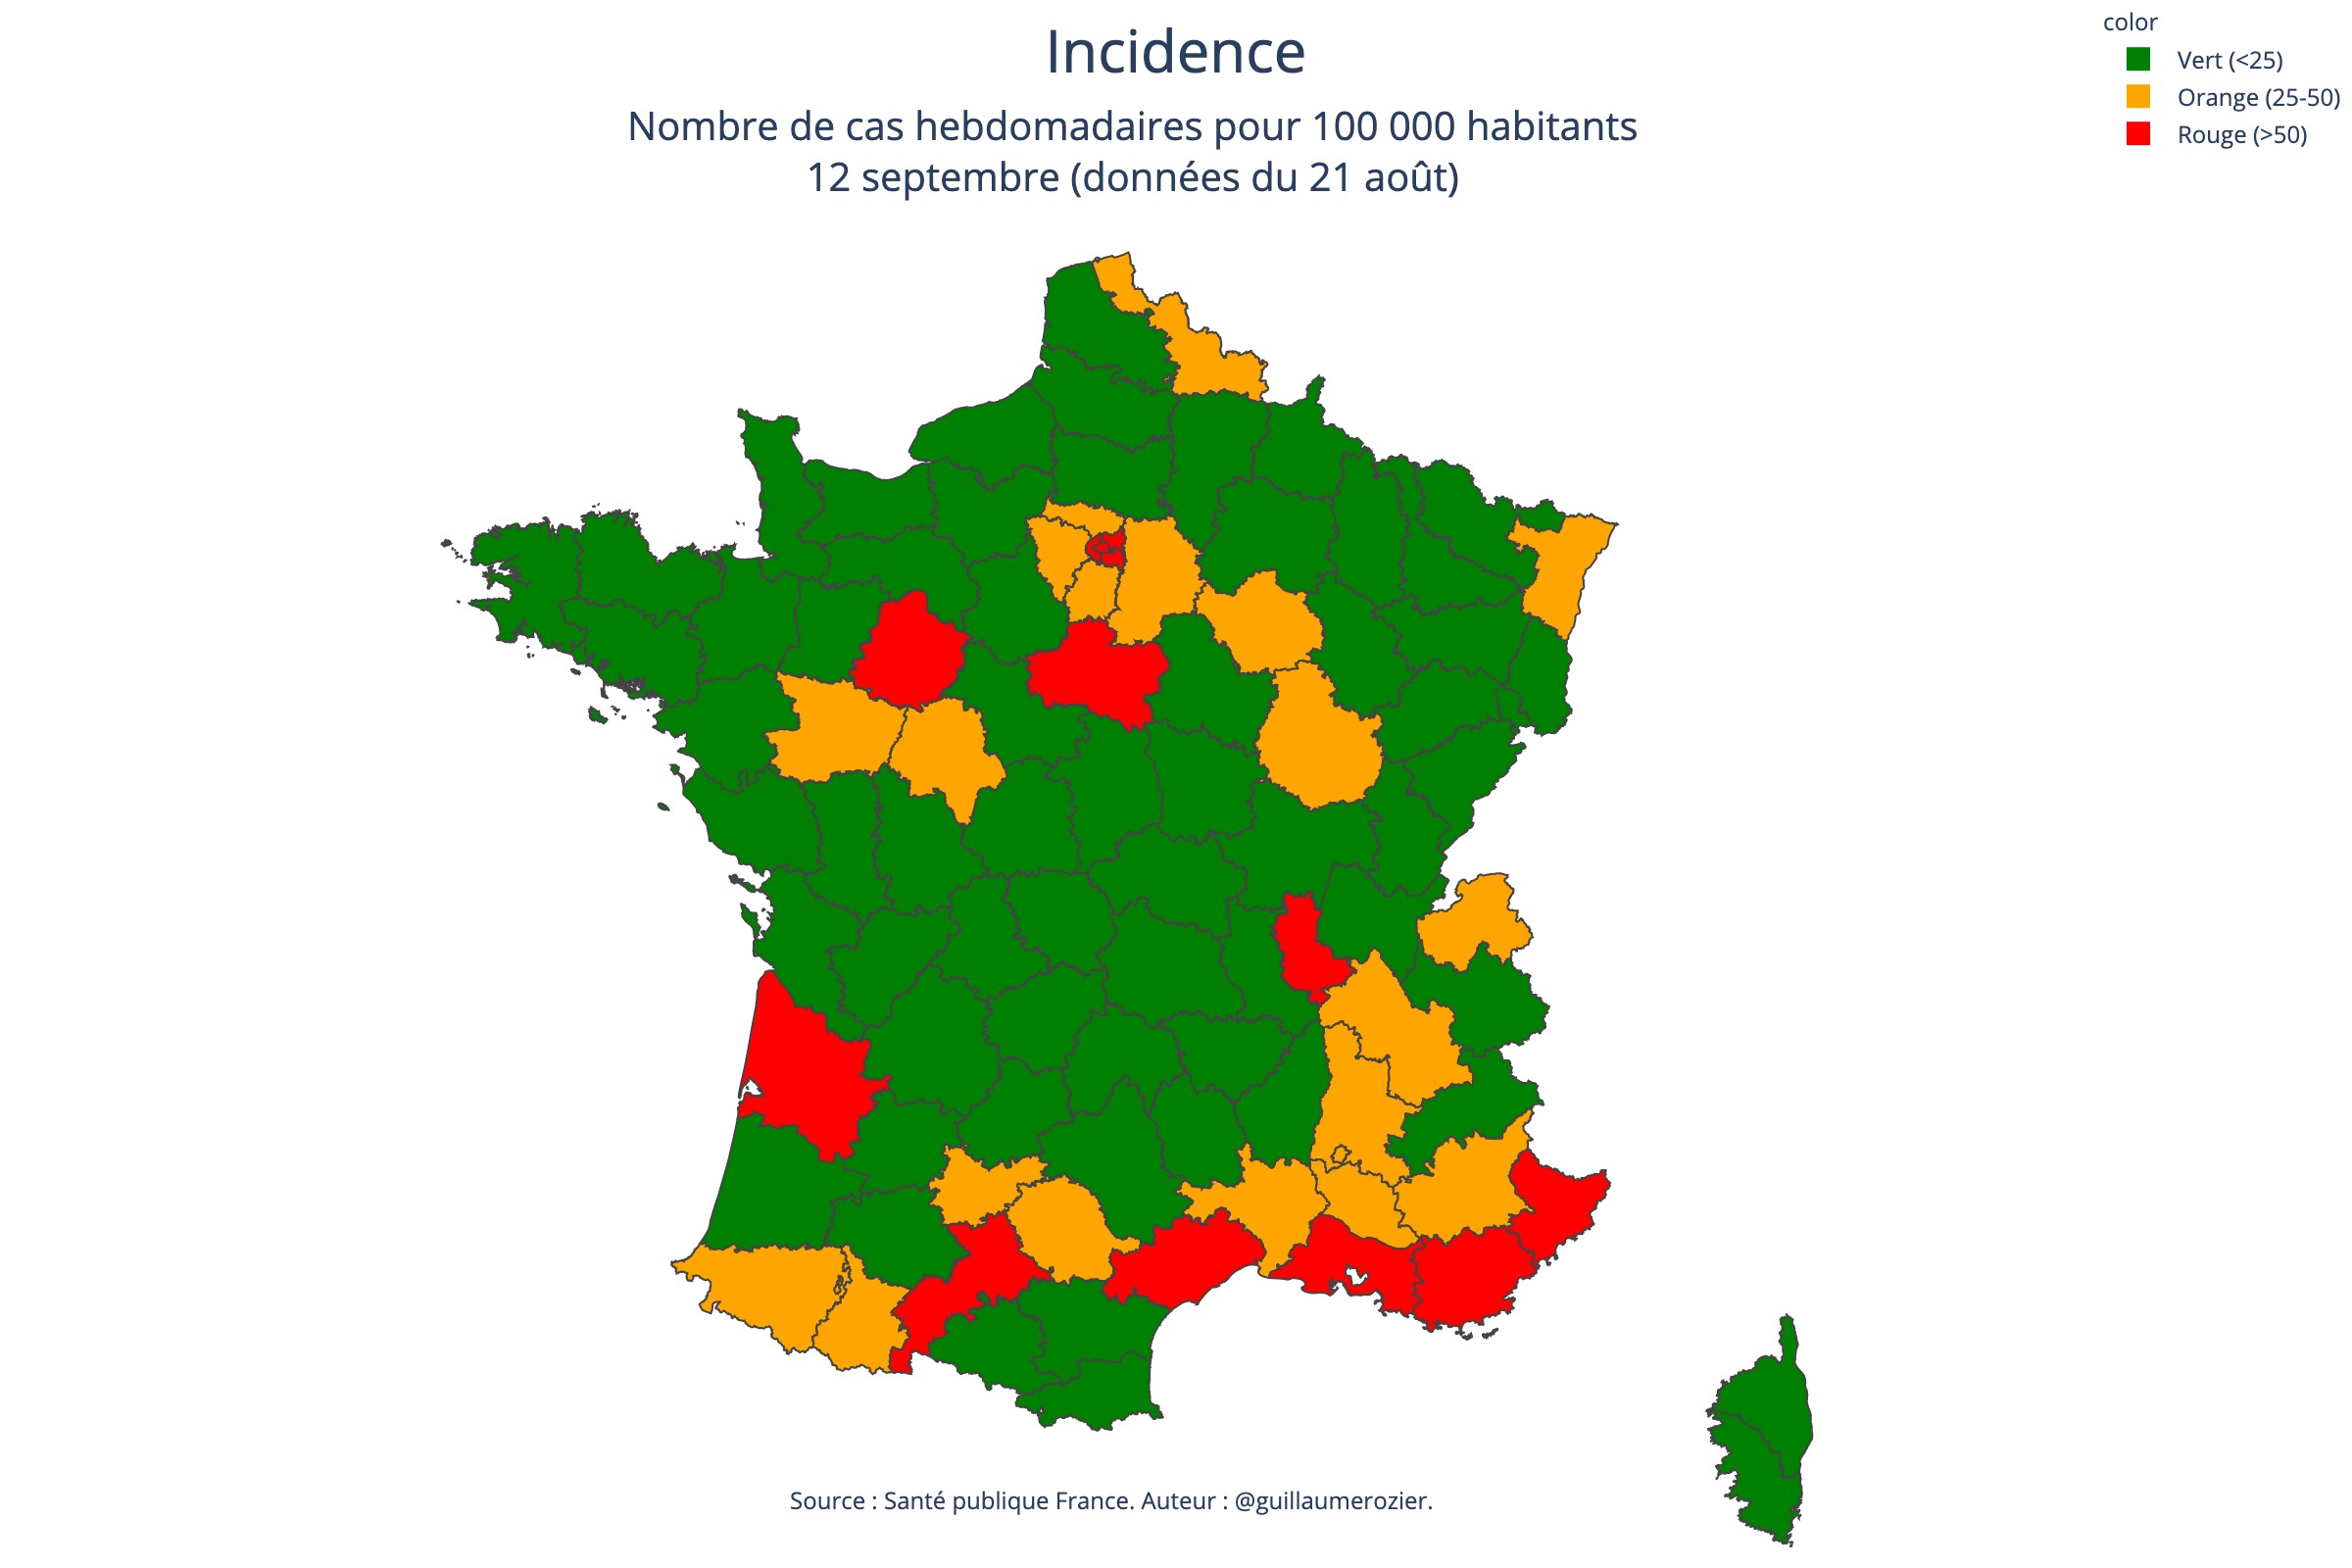 Incidence
Nombre de cas hebdomadaires pour 100 000 habitants
12 septembre (données du 21 août)
color
Vert (<25)
Orange (25-50)
Rouge (>50)
Source : Santé publique France. Auteur : @guillaumerozier.